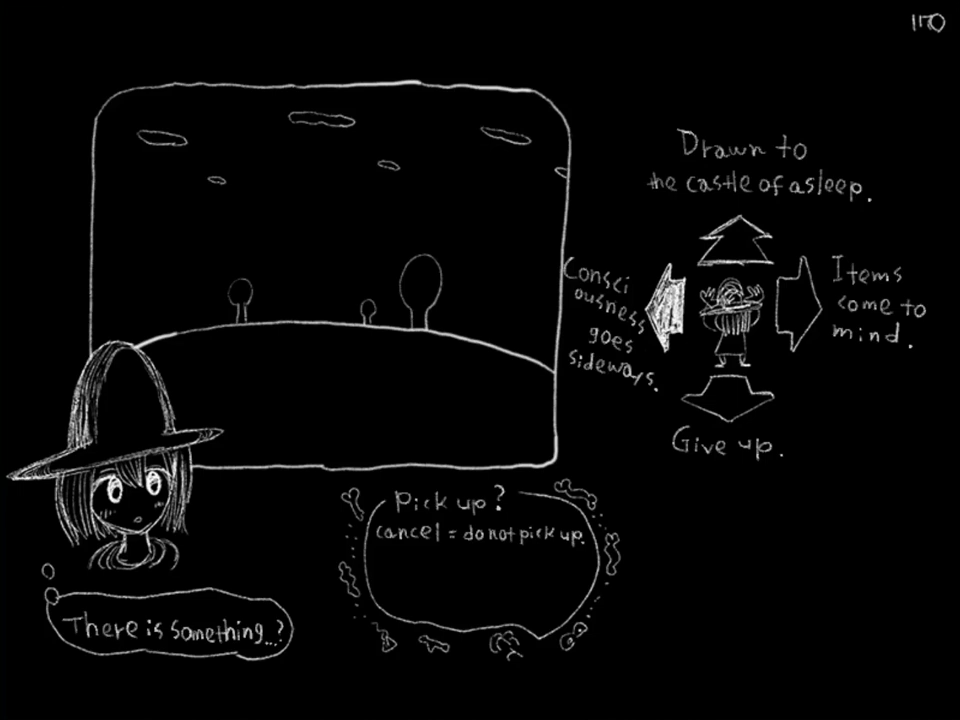 1170
Drawn to
the castle of asleep.
Consci
ousness
goes
sideways.
Items
come to
mind.
Give up.
Pick up?
cancel = do not pick up.
There is something...?